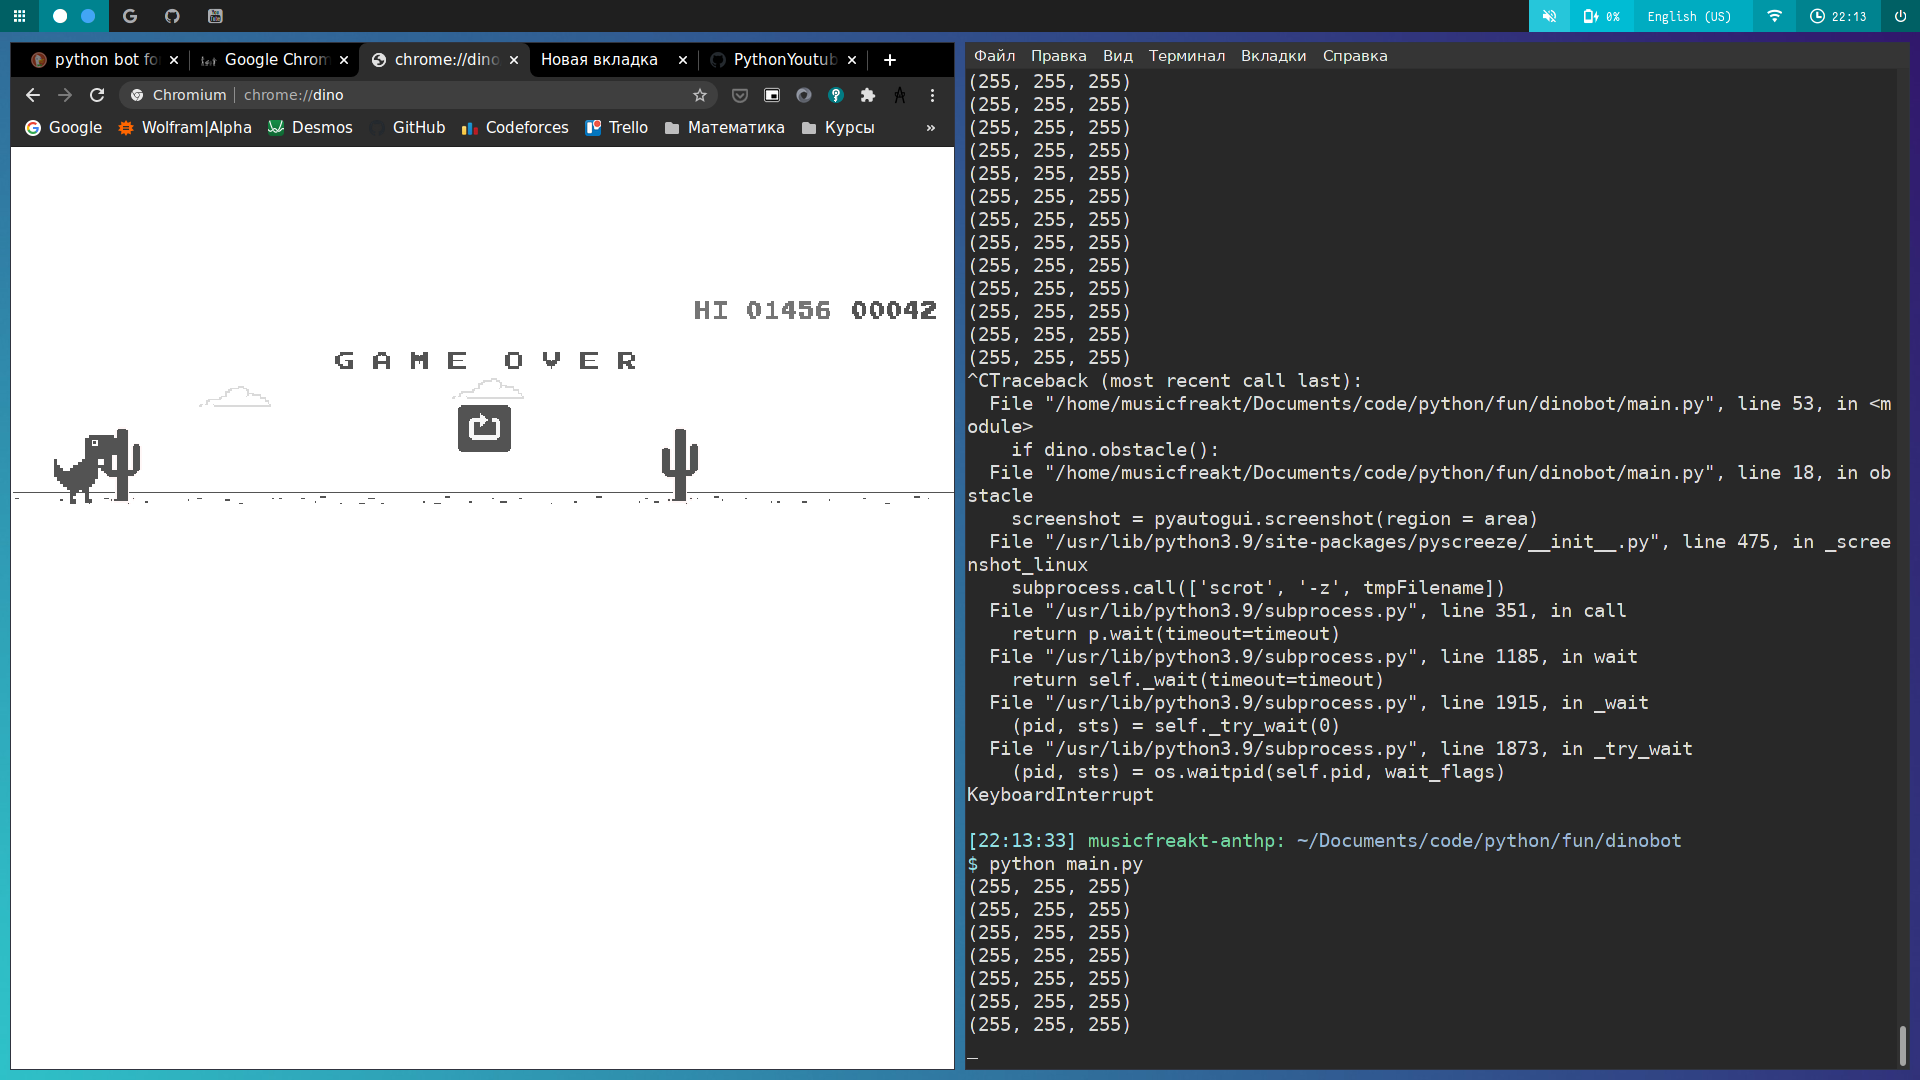 0%
English (US)
22:13
python bot fo
Google Chrom
chrome://dino
Новая вкладка
PythonYoutub
Chromium
chrome://dino
Google
Wolfram|Alpha
Desmos
GitHub
Codeforces
Trello
Математика
Курсы
»
HI 01456 00042
GAME OVER
Файл Правка Вид Терминал Вкладки Справка
(255, 255, 255)
(255, 255, 255)
(255, 255, 255)
(255, 255, 255)
(255, 255, 255)
(255, 255, 255)
(255, 255, 255)
(255, 255, 255)
(255, 255, 255)
(255, 255, 255)
(255, 255, 255)
(255, 255, 255)
(255, 255, 255)
^CTraceback (most recent call last):
  File "/home/musicfreakt/Documents/code/python/fun/dinobot/main.py", line 53, in <m
odule>
    if dino.obstacle():
  File "/home/musicfreakt/Documents/code/python/fun/dinobot/main.py", line 18, in ob
stacle
    screenshot = pyautogui.screenshot(region = area)
  File "/usr/lib/python3.9/site-packages/pyscreeze/__init__.py", line 475, in _scree
nshot_linux
    subprocess.call(['scrot', '-z', tmpFilename])
  File "/usr/lib/python3.9/subprocess.py", line 351, in call
    return p.wait(timeout=timeout)
  File "/usr/lib/python3.9/subprocess.py", line 1185, in wait
    return self._wait(timeout=timeout)
  File "/usr/lib/python3.9/subprocess.py", line 1915, in _wait
    (pid, sts) = self._try_wait(0)
  File "/usr/lib/python3.9/subprocess.py", line 1873, in _try_wait
    (pid, sts) = os.waitpid(self.pid, wait_flags)
KeyboardInterrupt
[22:13:33] musicfreakt-anthp: ~/Documents/code/python/fun/dinobot
$ python main.py
(255, 255, 255)
(255, 255, 255)
(255, 255, 255)
(255, 255, 255)
(255, 255, 255)
(255, 255, 255)
(255, 255, 255)